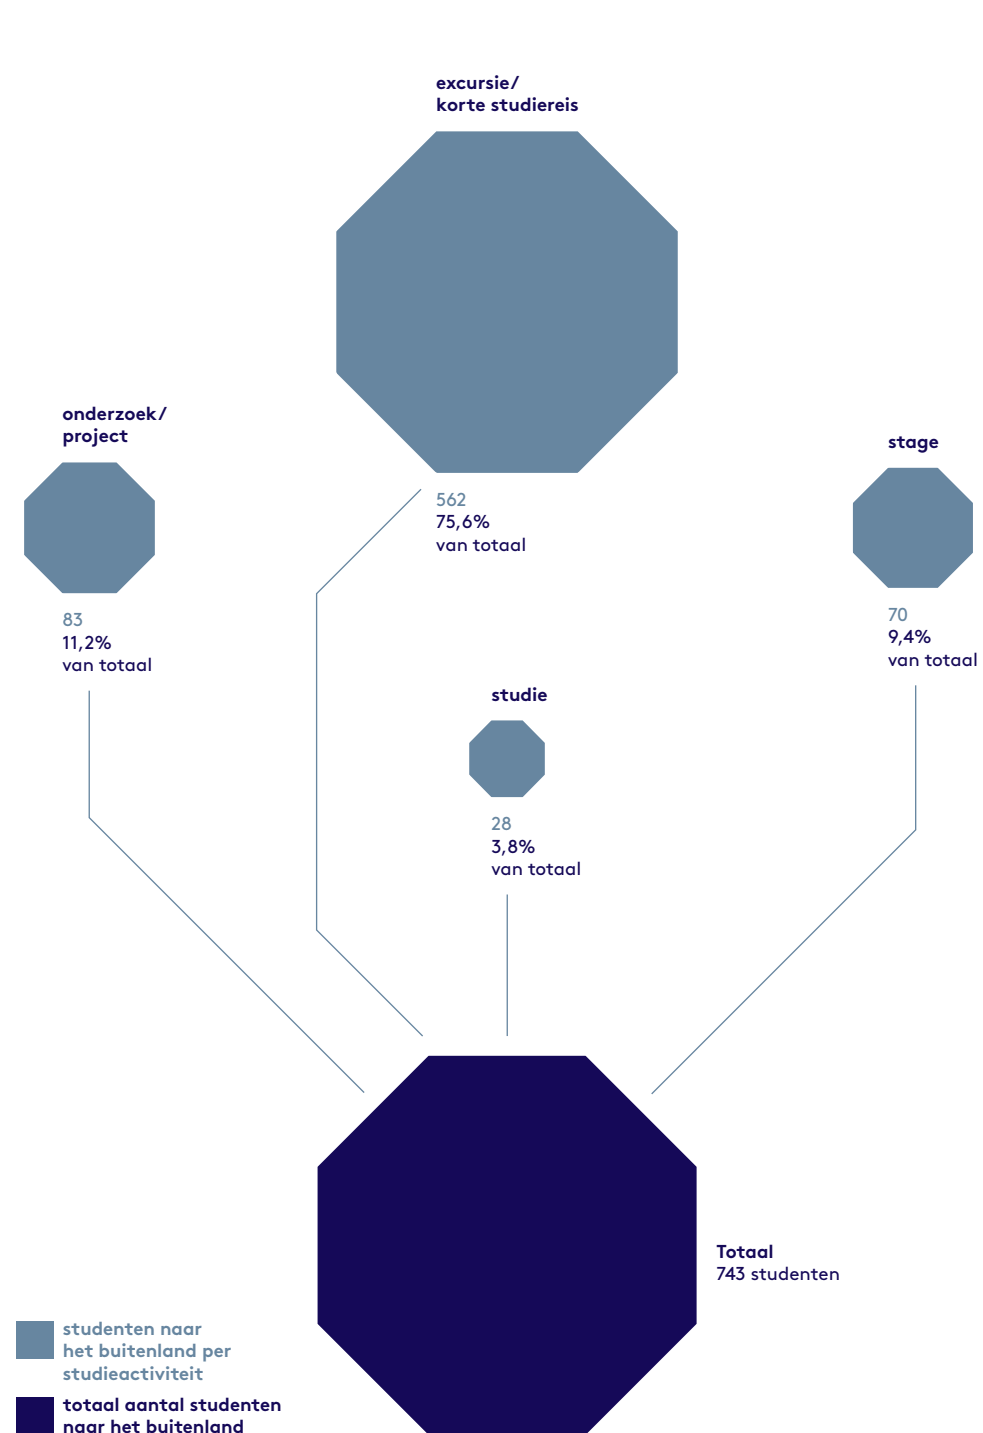 excursie/
korte studiereis
562
75,6%
van totaal
onderzoek/
project
83
11,2%
van totaal
stage
70
9,4%
van totaal
studie
28
3,8%
van totaal
Totaal
743 studenten
studenten naar
het buitenland per
studieactiviteit
totaal aantal studenten
naar het buitenland